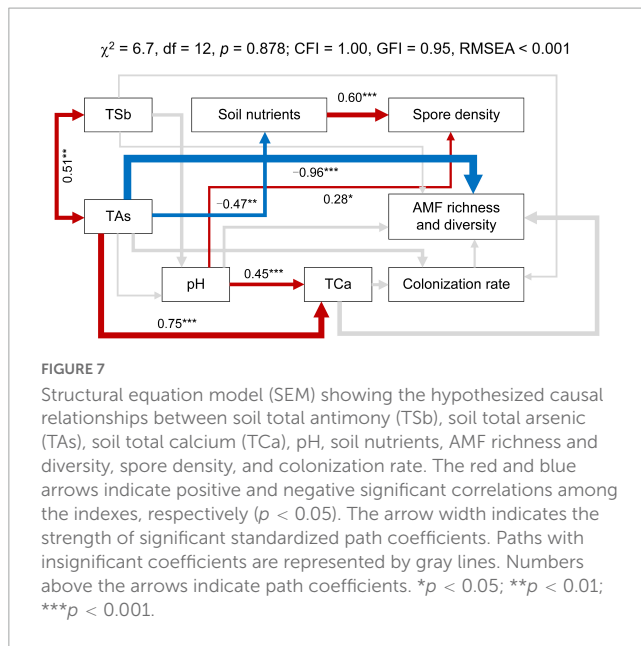 χ² = 6.7, df = 12, p = 0.878; CFI = 1.00, GFI = 0.95, RMSEA < 0.001
0.60***
TSb
Soil nutrients
Spore density
0.51**
−0.96***
−0.47**
0.28*
TAs
AMF richness
and diversity
0.45***
pH
TCa
Colonization rate
0.75***
FIGURE 7
Structural equation model (SEM) showing the hypothesized causal
relationships between soil total antimony (TSb), soil total arsenic
(TAs), soil total calcium (TCa), pH, soil nutrients, AMF richness and
diversity, spore density, and colonization rate. The red and blue
arrows indicate positive and negative significant correlations among
the indexes, respectively (p < 0.05). The arrow width indicates the
strength of significant standardized path coefficients. Paths with
insignificant coefficients are represented by gray lines. Numbers
above the arrows indicate path coefficients. *p < 0.05; **p < 0.01;
***p < 0.001.